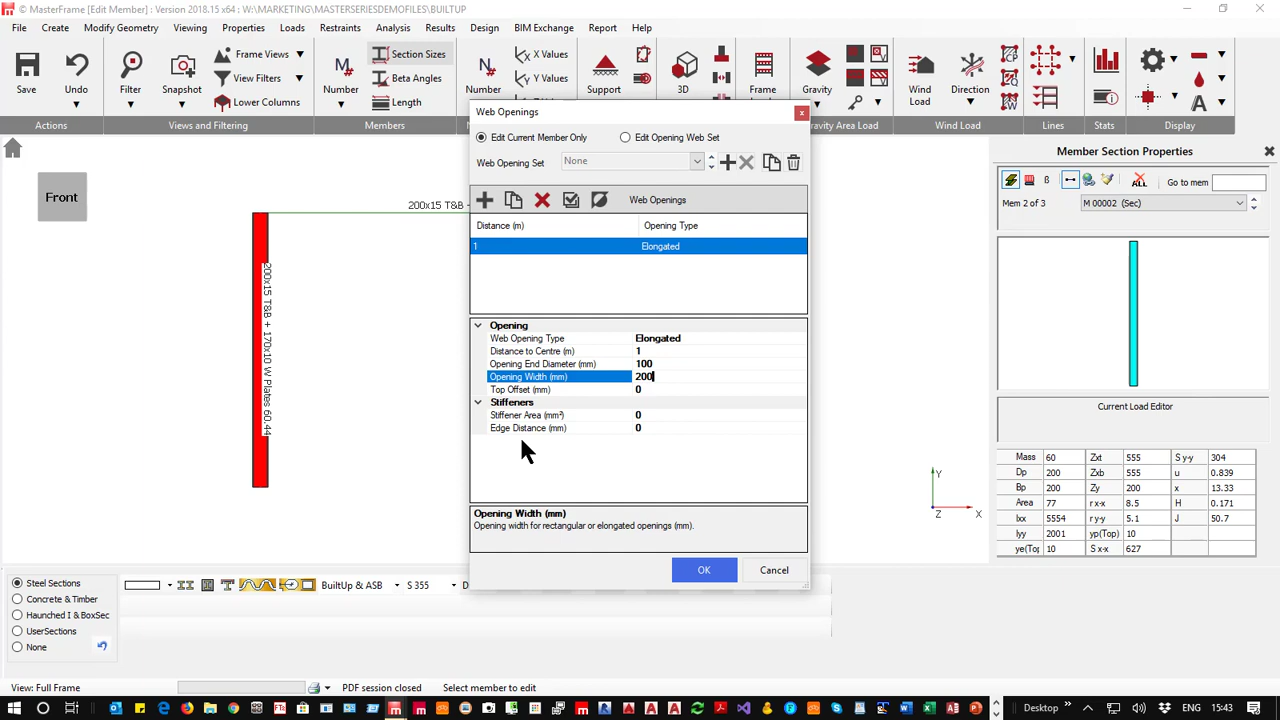 MasterFrame [Edit Member] : Version 2018.15 x64 : W:\MARKETING\MASTERSERIESDEMOFILES\BUILTUP
File Create Modify Geometry Viewing Properties Loads Restraints Analysis Results Design BIM Exchange Report Help
Frame Views Section Sizes X Values
View Filters Beta Angles Y Values
Save Undo Filter Snapshot Lower Columns Number Length Number Support 3D Frame Gravity Wind Load Direction
Actions Views and Filtering Members Gravity Area Load Wind Load Lines Stats Display
Web Openings
Edit Current Member Only Edit Opening Web Set
Web Opening Set None
Web Openings
Distance (m) Opening Type
1 Elongated
Opening
Web Opening Type Elongated
Distance to Centre (m) 1
Opening End Diameter (mm) 100
Opening Width (mm) 200
Top Offset (mm) 0
Stiffeners
Stiffener Area (mm²) 0
Edge Distance (mm) 0
Opening Width (mm)
Opening width for rectangular or elongated openings (mm).
OK Cancel
Front
200x15 T&B +
200x15 T&B + 170x10 W Plates 60.44
Y
Z X
Member Section Properties
ß ALL Go to mem
Mem 2 of 3 M 00002 (Sec)
Current Load Editor
Mass 60 Zxt 555 S y-y 304
Dp 200 Zxb 555 u 0.839
Bp 200 Zy 200 x 13.33
Area 77 r x-x 8.5 H 0.171
Ixx 5554 r y-y 5.1 J 50.7
Iyy 2001 yp(Top) 10
ye(Top) 10 S x-x 627
Steel Sections BuiltUp & ASB S 355 D
Concrete & Timber
Haunched I & BoxSec
UserSections
None
View: Full Frame PDF session closed Select member to edit
Desktop ENG 15:43